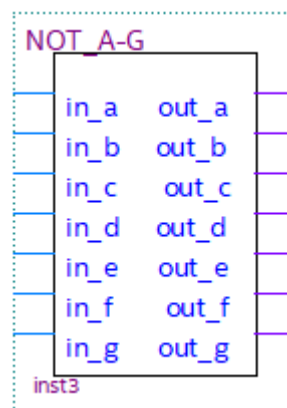 NOT_A-G
in_a out_a
in_b out_b
in_c out_c
in_d out_d
in_e out_e
in_f out_f
in_g out_g
inst3